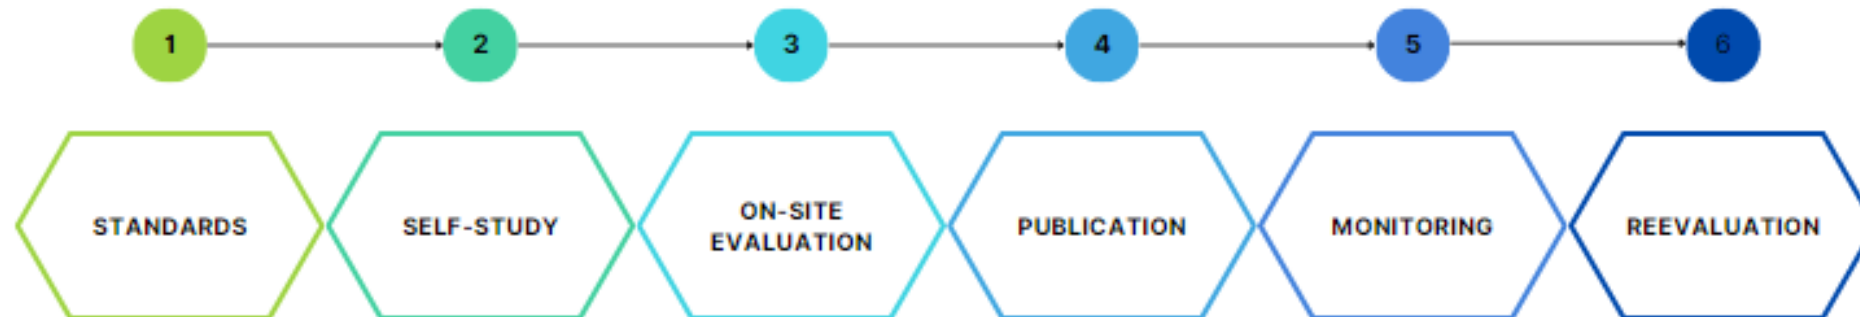 1
2
3
4
5
6
STANDARDS
SELF-STUDY
ON-SITE
EVALUATION
PUBLICATION
MONITORING
REEVALUATION